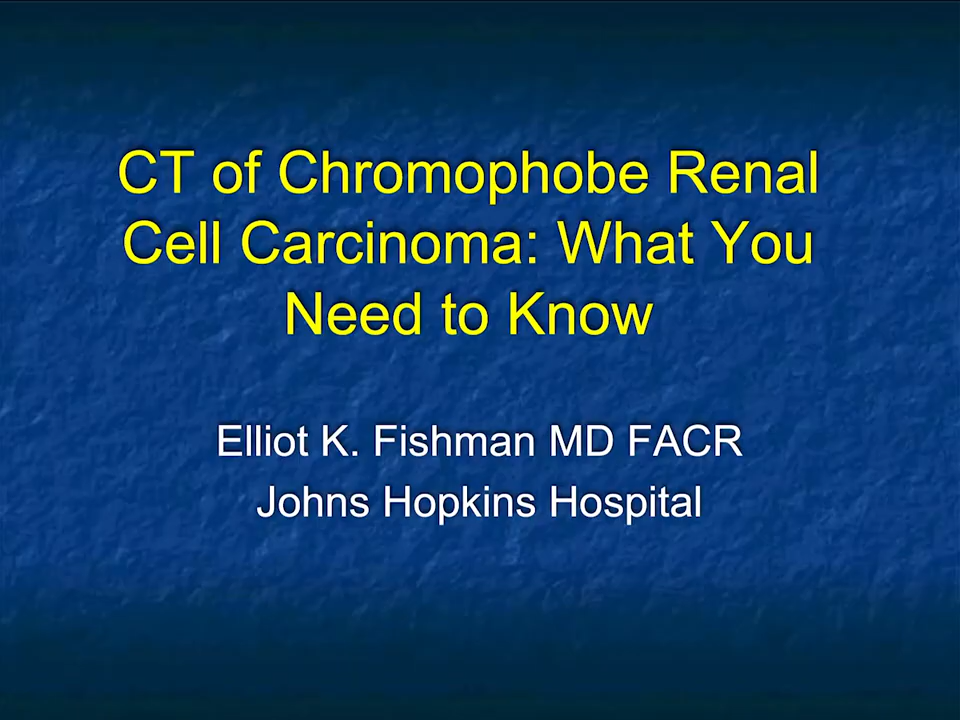 CT of Chromophobe Renal
Cell Carcinoma: What You
Need to Know
Elliot K. Fishman MD FACR
Johns Hopkins Hospital